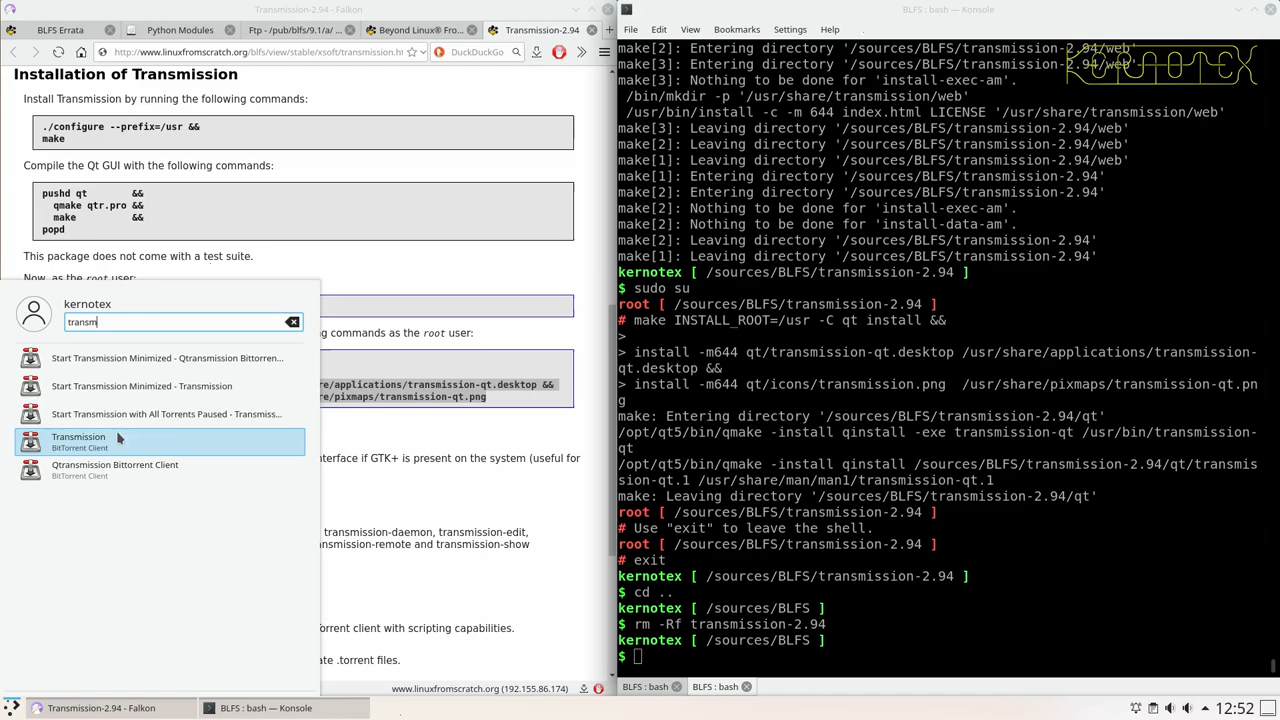 Transmission-2.94 - Falkon
BLFS Errata
Python Modules
Ftp - /pub/blfs/9.1/a/
Beyond Linux® Fro...
Transmission-2.94
http://www.linuxfromscratch.org/blfs/view/stable/xsoft/transmission.h
DuckDuckGo
Installation of Transmission
Install Transmission by running the following commands:
./configure --prefix=/usr &&
make
Compile the Qt GUI with the following commands:
pushd qt        &&
qmake qtr.pro &&
make          &&
popd
This package does not come with a test suite.
Now, as the root user:
ng commands as the root user:
share/applications/transmission-qt.desktop &&
re/pixmaps/transmission-qt.png
nterface if GTK+ is present on the system (useful for
transmission-daemon, transmission-edit,
ansmission-remote and transmission-show
Torrent client with scripting capabilities.
ate .torrent files.
www.linuxfromscratch.org (192.155.86.174)
kernotex
transm
Start Transmission Minimized - Qtransmission Bittorren...
Start Transmission Minimized - Transmission
Start Transmission with All Torrents Paused - Transmiss...
Transmission
BitTorrent Client
Qtransmission Bittorrent Client
BitTorrent Client
BLFS : bash — Konsole
File Edit View Bookmarks Settings Help
KERNOTEX
make[2]: Entering directory '/sources/BLFS/transmission-2.94/web'
make[3]: Entering directory '/sources/BLFS/transmission-2.94/web'
make[3]: Nothing to be done for 'install-exec-am'.
/bin/mkdir -p '/usr/share/transmission/web'
/usr/bin/install -c -m 644 index.html LICENSE '/usr/share/transmission/web'
make[3]: Leaving directory '/sources/BLFS/transmission-2.94/web'
make[2]: Leaving directory '/sources/BLFS/transmission-2.94/web'
make[1]: Leaving directory '/sources/BLFS/transmission-2.94/web'
make[1]: Entering directory '/sources/BLFS/transmission-2.94'
make[2]: Entering directory '/sources/BLFS/transmission-2.94'
make[2]: Nothing to be done for 'install-exec-am'.
make[2]: Nothing to be done for 'install-data-am'.
make[2]: Leaving directory '/sources/BLFS/transmission-2.94'
make[1]: Leaving directory '/sources/BLFS/transmission-2.94'
kernotex [ /sources/BLFS/transmission-2.94 ]
$ sudo su
root [ /sources/BLFS/transmission-2.94 ]
# make INSTALL_ROOT=/usr -C qt install &&
>
> install -m644 qt/transmission-qt.desktop /usr/share/applications/transmission-
qt.desktop &&
> install -m644 qt/icons/transmission.png  /usr/share/pixmaps/transmission-qt.pn
g
make: Entering directory '/sources/BLFS/transmission-2.94/qt'
/opt/qt5/bin/qmake -install qinstall -exe transmission-qt /usr/bin/transmission-
qt
/opt/qt5/bin/qmake -install qinstall /sources/BLFS/transmission-2.94/qt/transmis
sion-qt.1 /usr/share/man/man1/transmission-qt.1
make: Leaving directory '/sources/BLFS/transmission-2.94/qt'
root [ /sources/BLFS/transmission-2.94 ]
# Use "exit" to leave the shell.
root [ /sources/BLFS/transmission-2.94 ]
# exit
kernotex [ /sources/BLFS/transmission-2.94 ]
$ cd ..
kernotex [ /sources/BLFS ]
$ rm -Rf transmission-2.94
kernotex [ /sources/BLFS ]
$
BLFS : bash
BLFS : bash
Transmission-2.94 - Falkon
BLFS : bash — Konsole
12:52